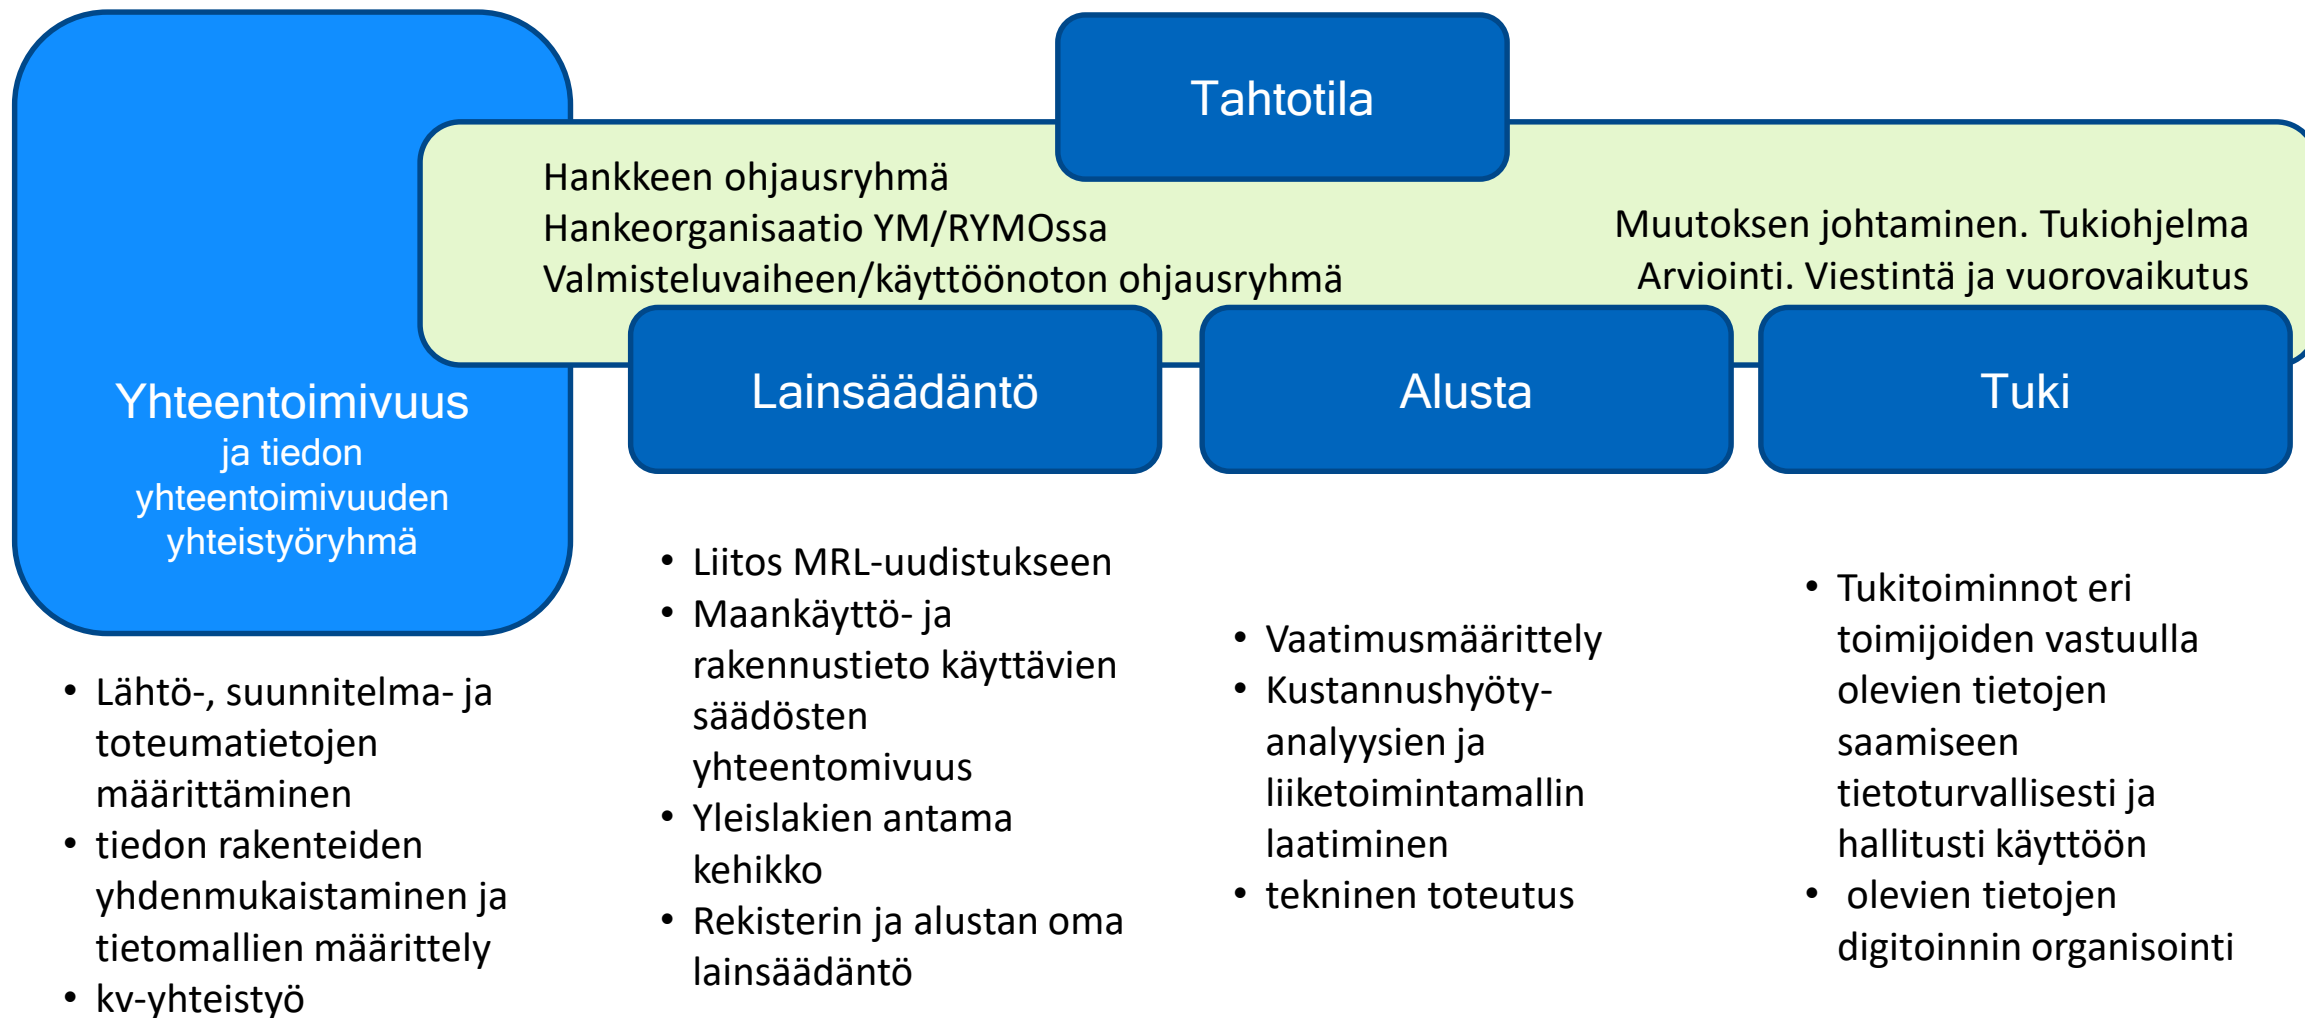 Tahtotila
Hankkeen ohjausryhmä
Hankeorganisaatio YM/RYMOssa
Valmisteluvaiheen/käyttöönoton ohjausryhmä
Muutoksen johtaminen. Tukiohjelma
Arviointi. Viestintä ja vuorovaikutus
Yhteentoimivuus
ja tiedon
yhteentoimivuuden
yhteistyöryhmä
• Lähtö-, suunnitelma- ja
toteumatietojen
määrittäminen
• tiedon rakenteiden
yhdenmukaistaminen ja
tietomallien määrittely
• kv-yhteistyö
Lainsäädäntö
• Liitos MRL-uudistukseen
• Maankäyttö- ja
rakennustieto käyttävien
säädösten
yhteentomivuus
• Yleislakien antama
kehikko
• Rekisterin ja alustan oma
lainsäädäntö
Alusta
• Vaatimusmäärittely
• Kustannushyöty-
analyysien ja
liiketoimintamallin
laatiminen
• tekninen toteutus
Tuki
• Tukitoiminnot eri
toimijoiden vastuulla
olevien tietojen
saamiseen
tietoturvallisesti ja
hallitusti käyttöön
• olevien tietojen
digitoinnin organisointi